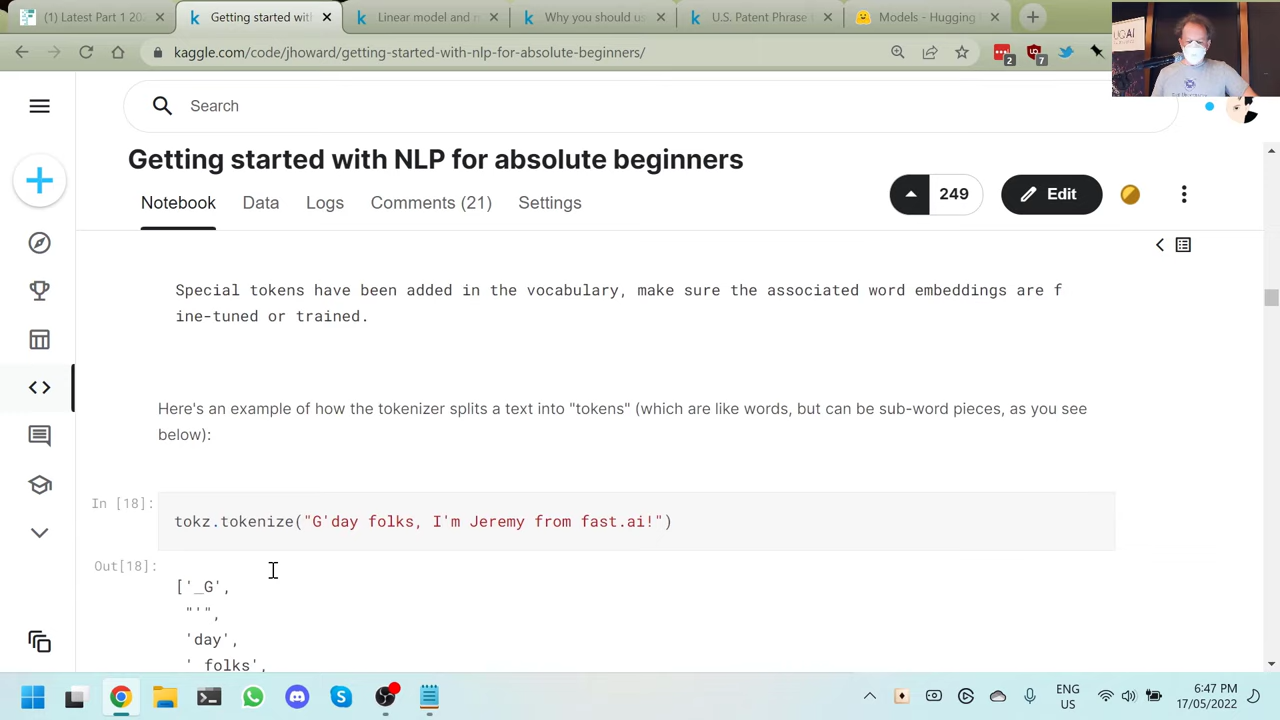 (1) Latest Part 1 20
Getting started with
Linear model and n
Why you should us
U.S. Patent Phrase
Models - Hugging
kaggle.com/code/jhoward/getting-started-with-nlp-for-absolute-beginners/
2
7
Search
Getting started with NLP for absolute beginners
Notebook
Data
Logs
Comments (21)
Settings
249
Edit
Special tokens have been added in the vocabulary, make sure the associated word embeddings are f
ine-tuned or trained.
Here's an example of how the tokenizer splits a text into "tokens" (which are like words, but can be sub-word pieces, as you see
below):
In [18]:
tokz.tokenize("G'day folks, I'm Jeremy from fast.ai!")
Out[18]:
['▁G',
"'",
'day',
'▁folks',
ENG
US
6:47 PM
17/05/2022